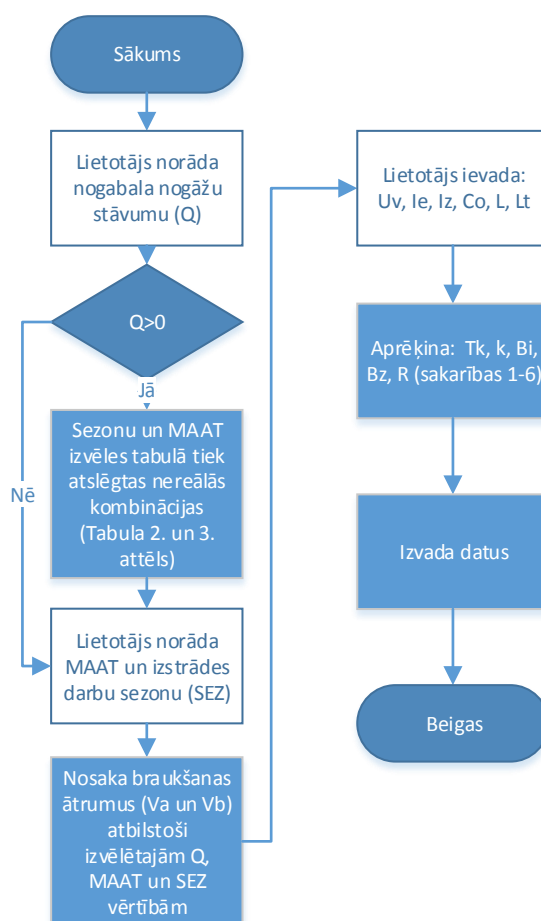 Sākums
Lietotājs norāda
nogabala nogāžu
stāvumu (Q)
Q>0
Jā
Nē
Sezonu un MAAT
izvēles tabulā tiek
atslēgtas nereālās
kombinācijas
(Tabula 2. un 3.
attēls)
Lietotājs norāda
MAAT un izstrādes
darbu sezonu (SEZ)
Nosaka braukšanas
ātrumus (Va un Vb)
atbilstoši
izvēlētajām Q,
MAAT un SEZ
vērtībām
Lietotājs ievada:
Uv, Ie, Iz, Co, L, Lt
Aprēķina: Tk, k, Bi,
Bz, R (sakarības 1-6)
Izvada datus
Beigas